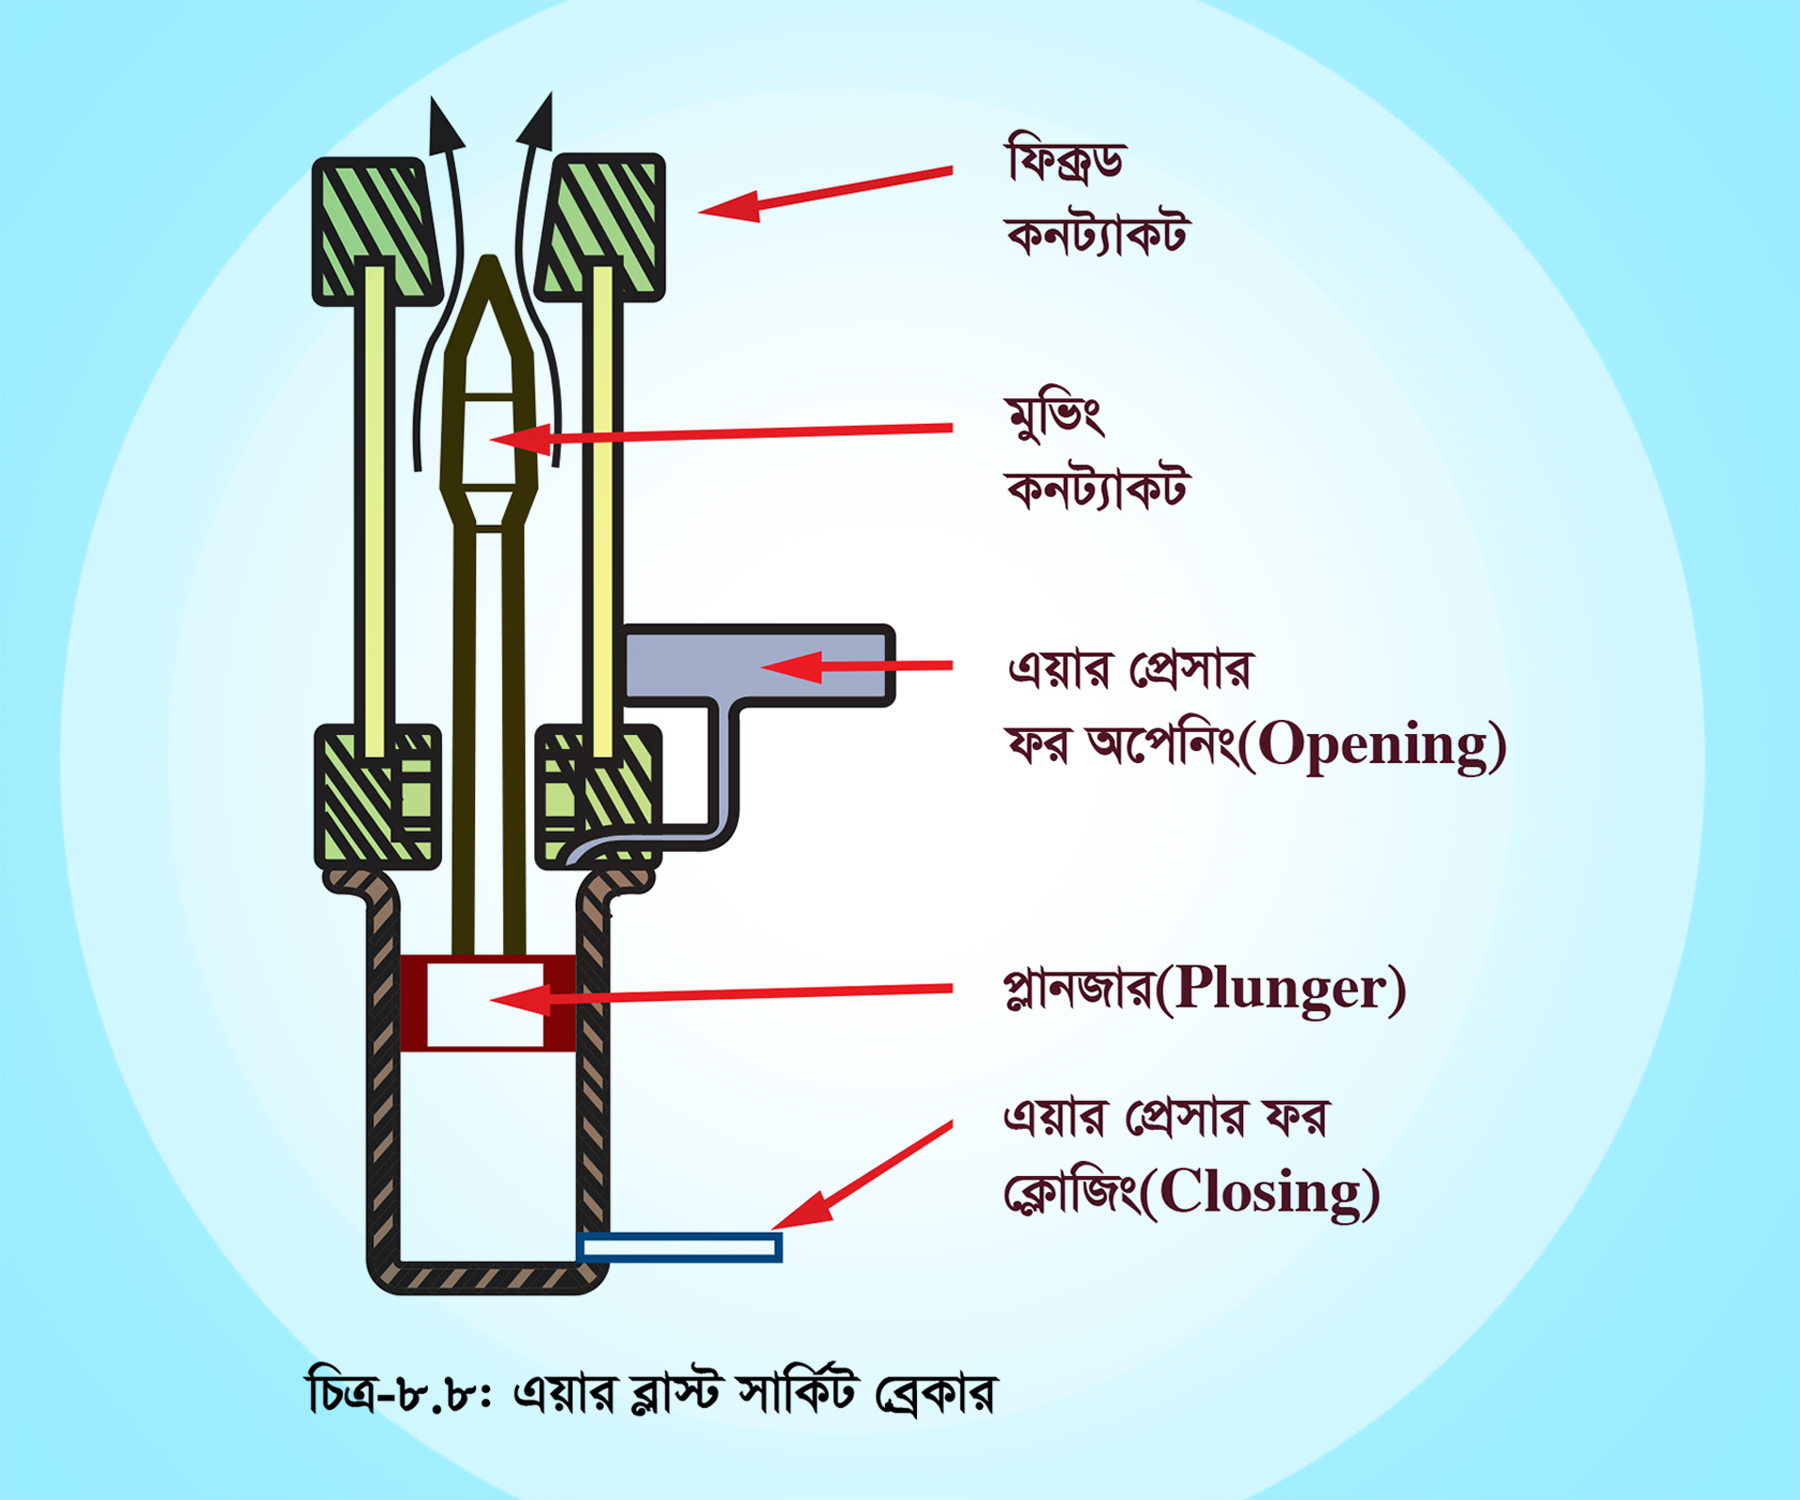 ফিক্সড
কনট্যাকট
মুভিং
কনট্যাকট
এয়ার প্রেসার
ফর অপেনিং(Opening)
প্লানজার(Plunger)
এয়ার প্রেসার ফর
ক্লোজিং(Closing)
চিত্র-৮.৮ঃ এয়ার ব্লাস্ট সার্কিট ব্রেকার